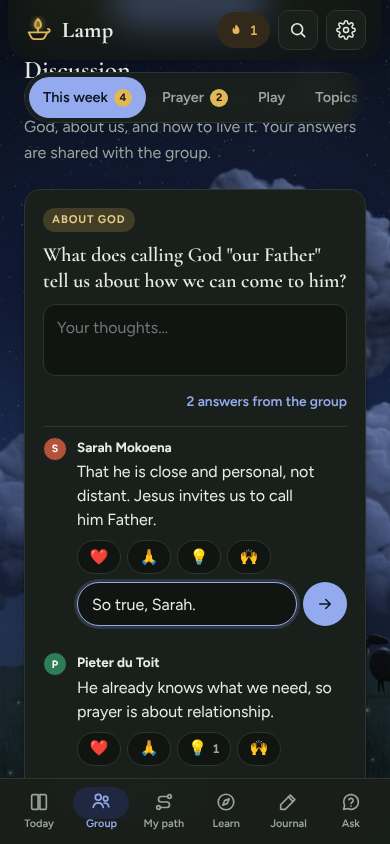 Lamp
1
Discussion
This week 4
Prayer 2
Play
Topics
God, about us, and how to live it. Your answers
are shared with the group.
ABOUT GOD
What does calling God "our Father"
tell us about how we can come to him?
Your thoughts...
2 answers from the group
S
Sarah Mokoena
That he is close and personal, not
distant. Jesus invites us to call
him Father.
So true, Sarah.
P
Pieter du Toit
He already knows what we need, so
prayer is about relationship.
1
Today
Group
My path
Learn
Journal
Ask